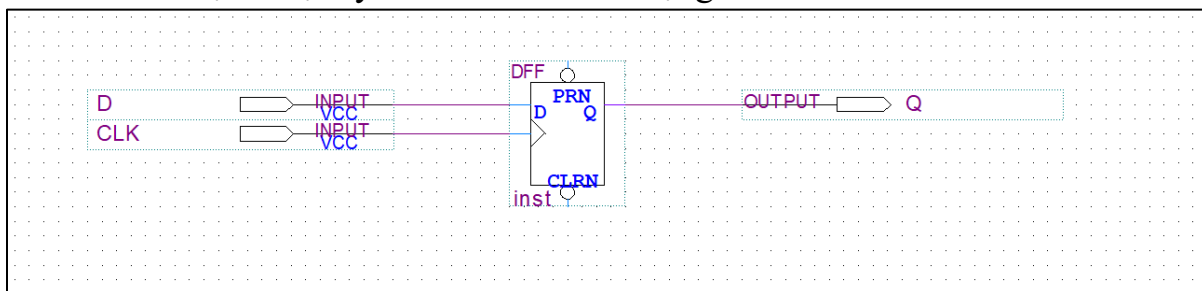 DFF
D INPUT VCC PRN D Q OUTPUT Q
CLK INPUT VCC
CLRN
inst